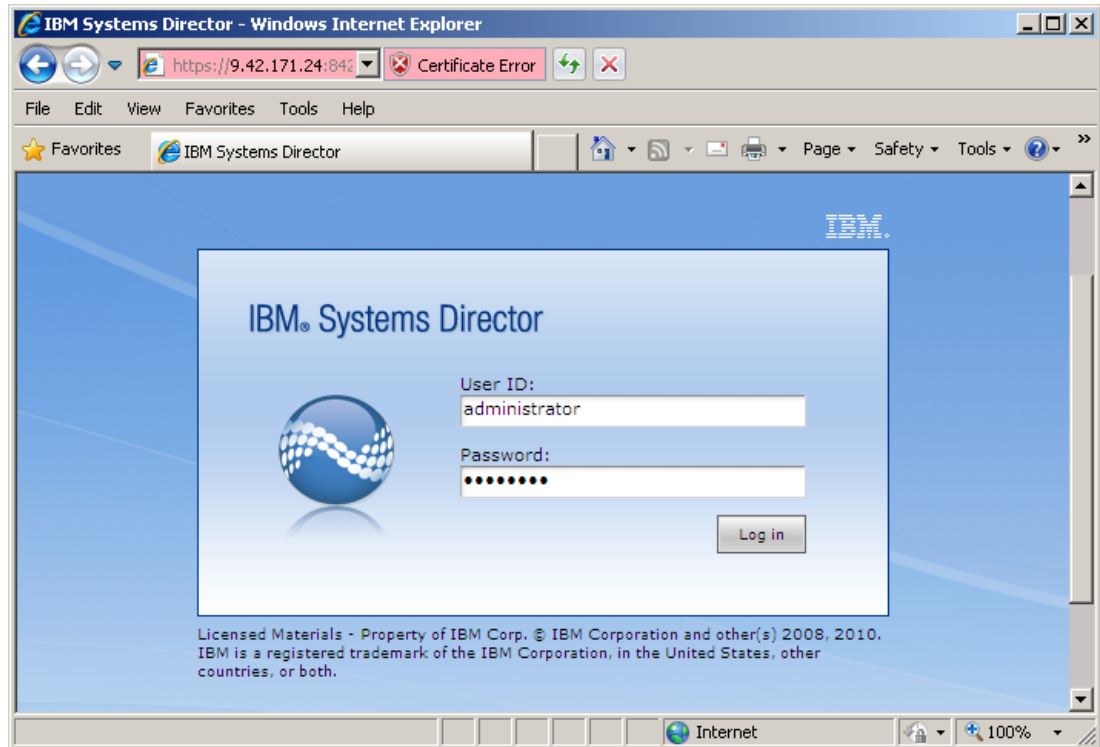 IBM Systems Director - Windows Internet Explorer
https://9.42.171.24:842 Certificate Error
File Edit View Favorites Tools Help
Favorites IBM Systems Director Page Safety Tools
IBM.
IBM® Systems Director
User ID:
administrator
Password:
••••••••
Log in
Licensed Materials - Property of IBM Corp. © IBM Corporation and other(s) 2008, 2010.
IBM is a registered trademark of the IBM Corporation, in the United States, other
countries, or both.
Internet 100%